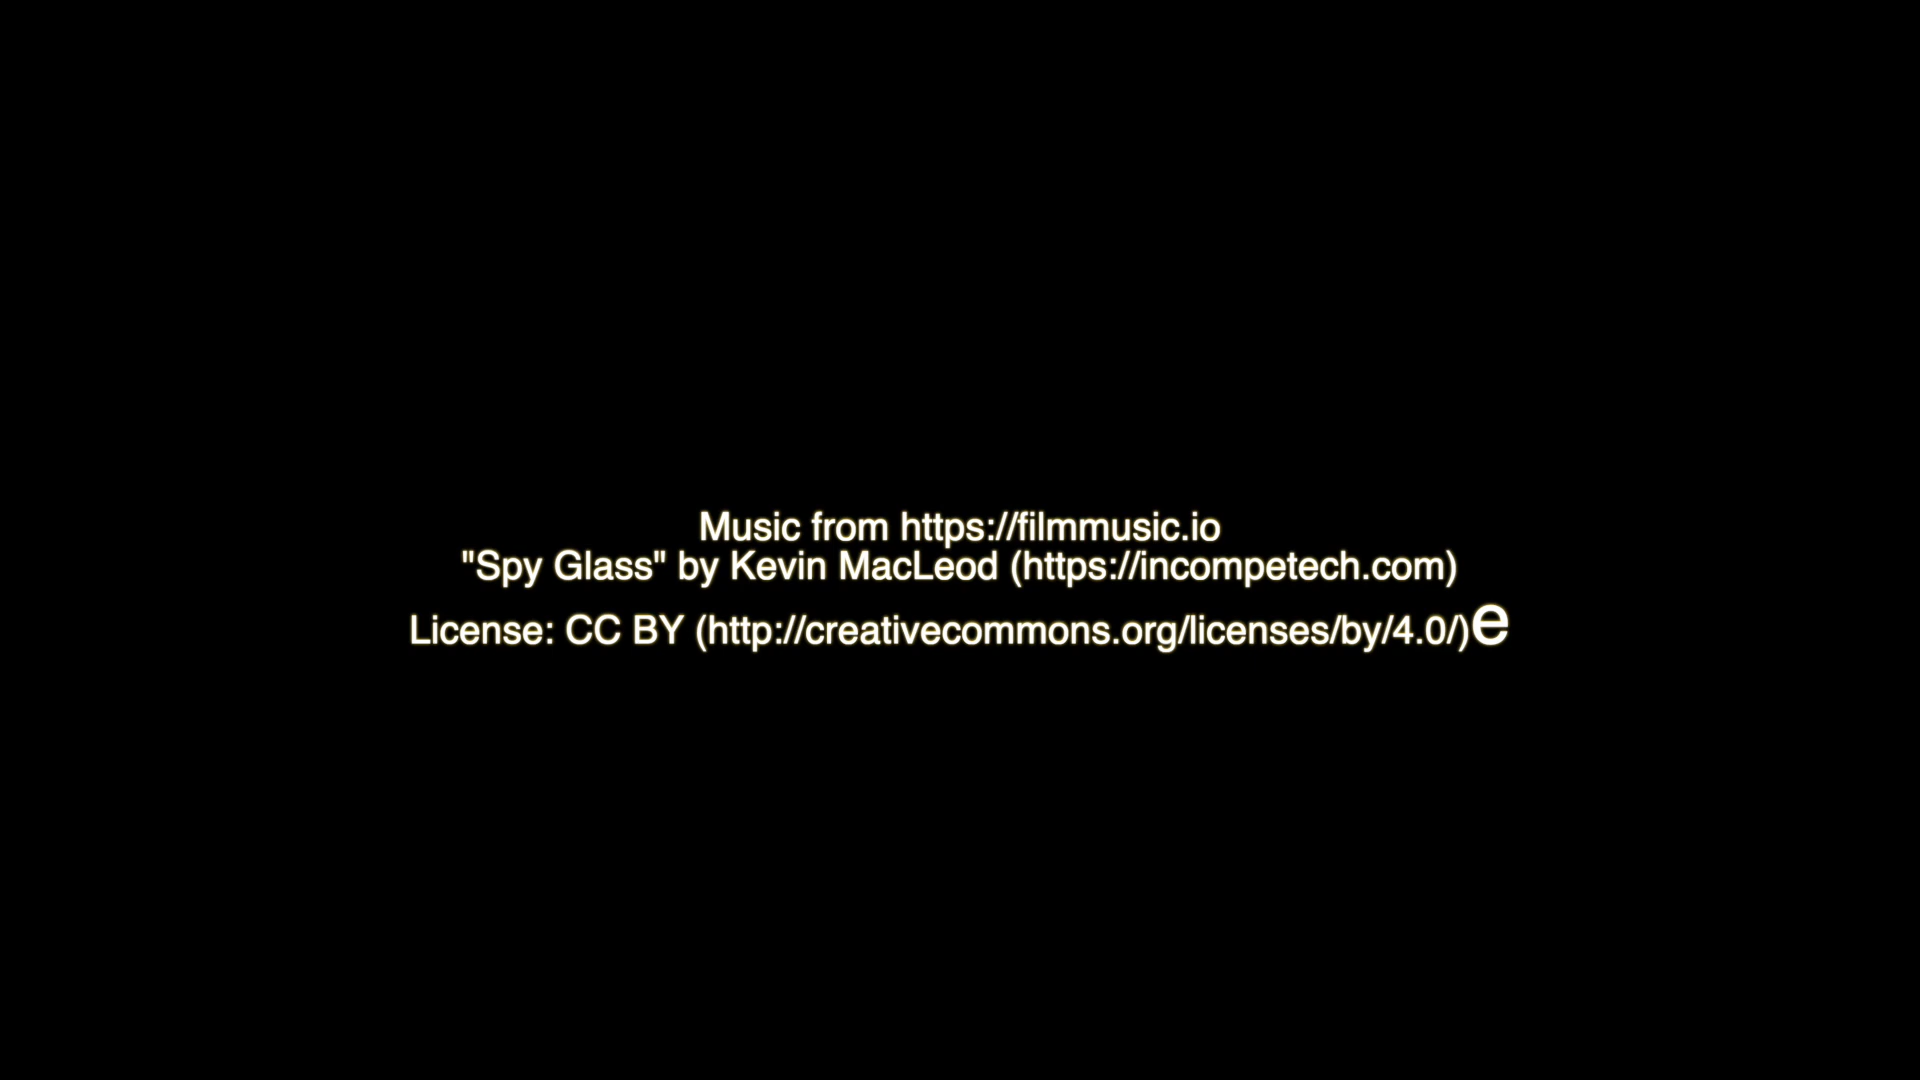 Music from https://filmmusic.io
"Spy Glass" by Kevin MacLeod (https://incompetech.com)
License: CC BY (http://creativecommons.org/licenses/by/4.0/)e